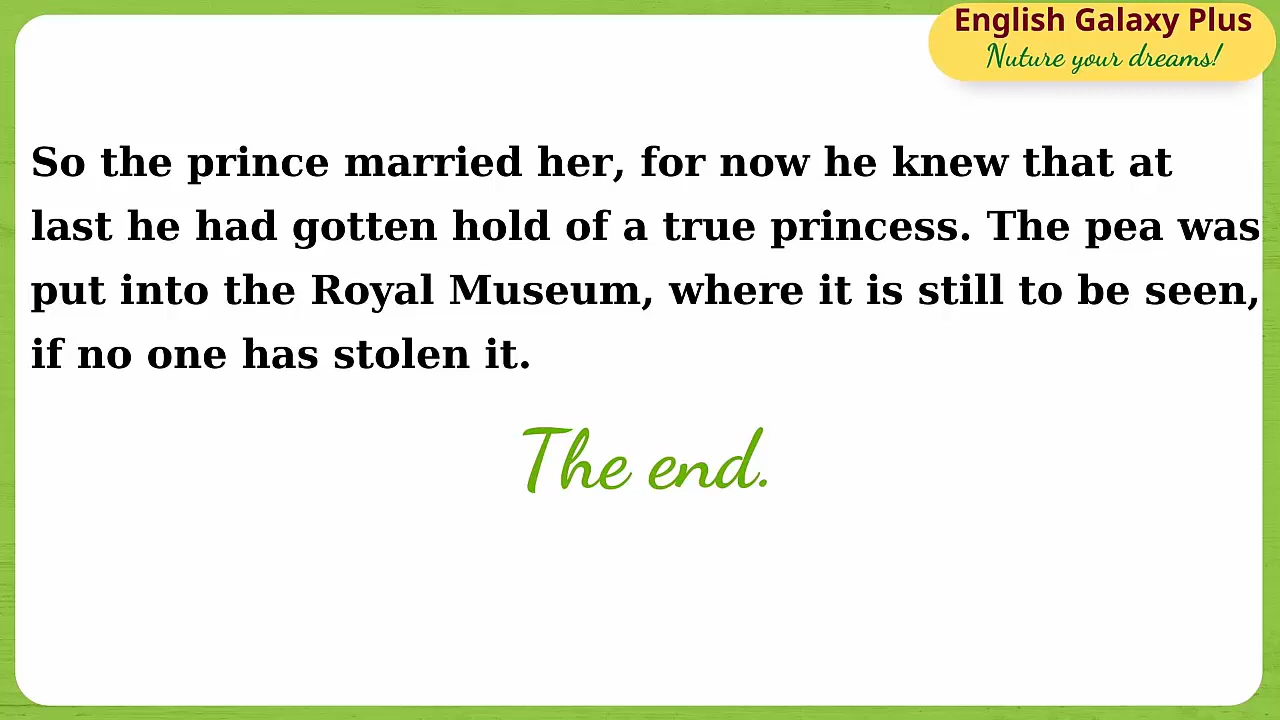 English Galaxy Plus
Nuture your dreams!
So the prince married her, for now he knew that at
last he had gotten hold of a true princess. The pea was
put into the Royal Museum, where it is still to be seen,
if no one has stolen it.
The end.